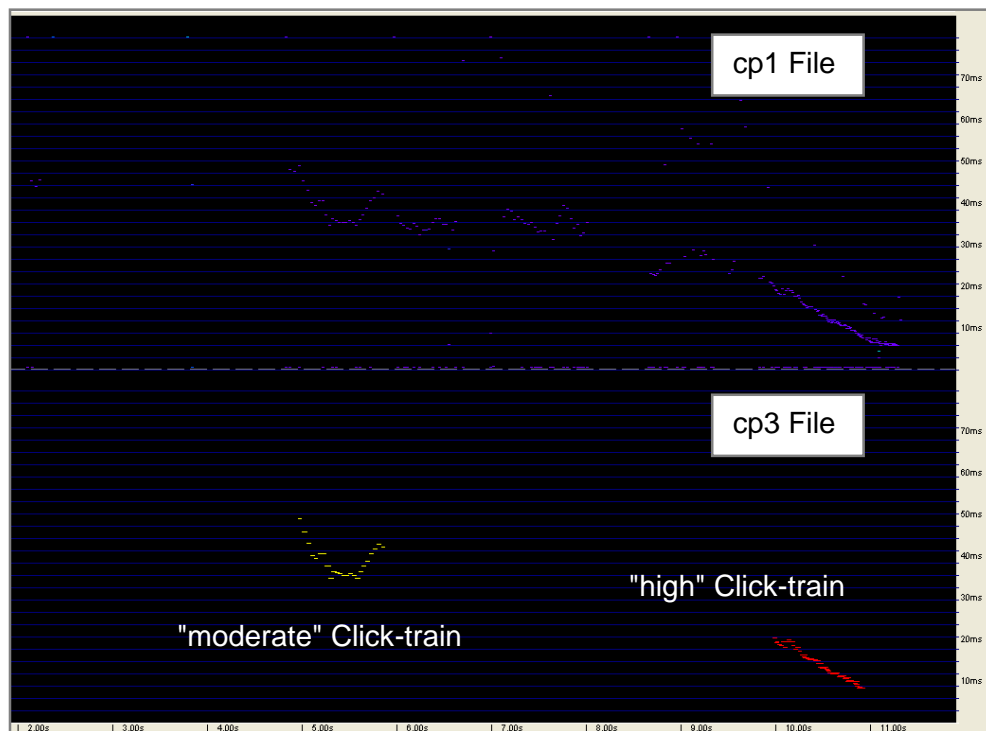 cp1 File
70ms
60ms
50ms
40ms
30ms
20ms
10ms
cp3 File
70ms
60ms
50ms
40ms
"high" Click-train
30ms
"moderate" Click-train
20ms
10ms
| 2.00s | 3.00s | 4.00s | 5.00s | 6.00s | 7.00s | 8.00s | 9.00s | 10.00s | 11.00s